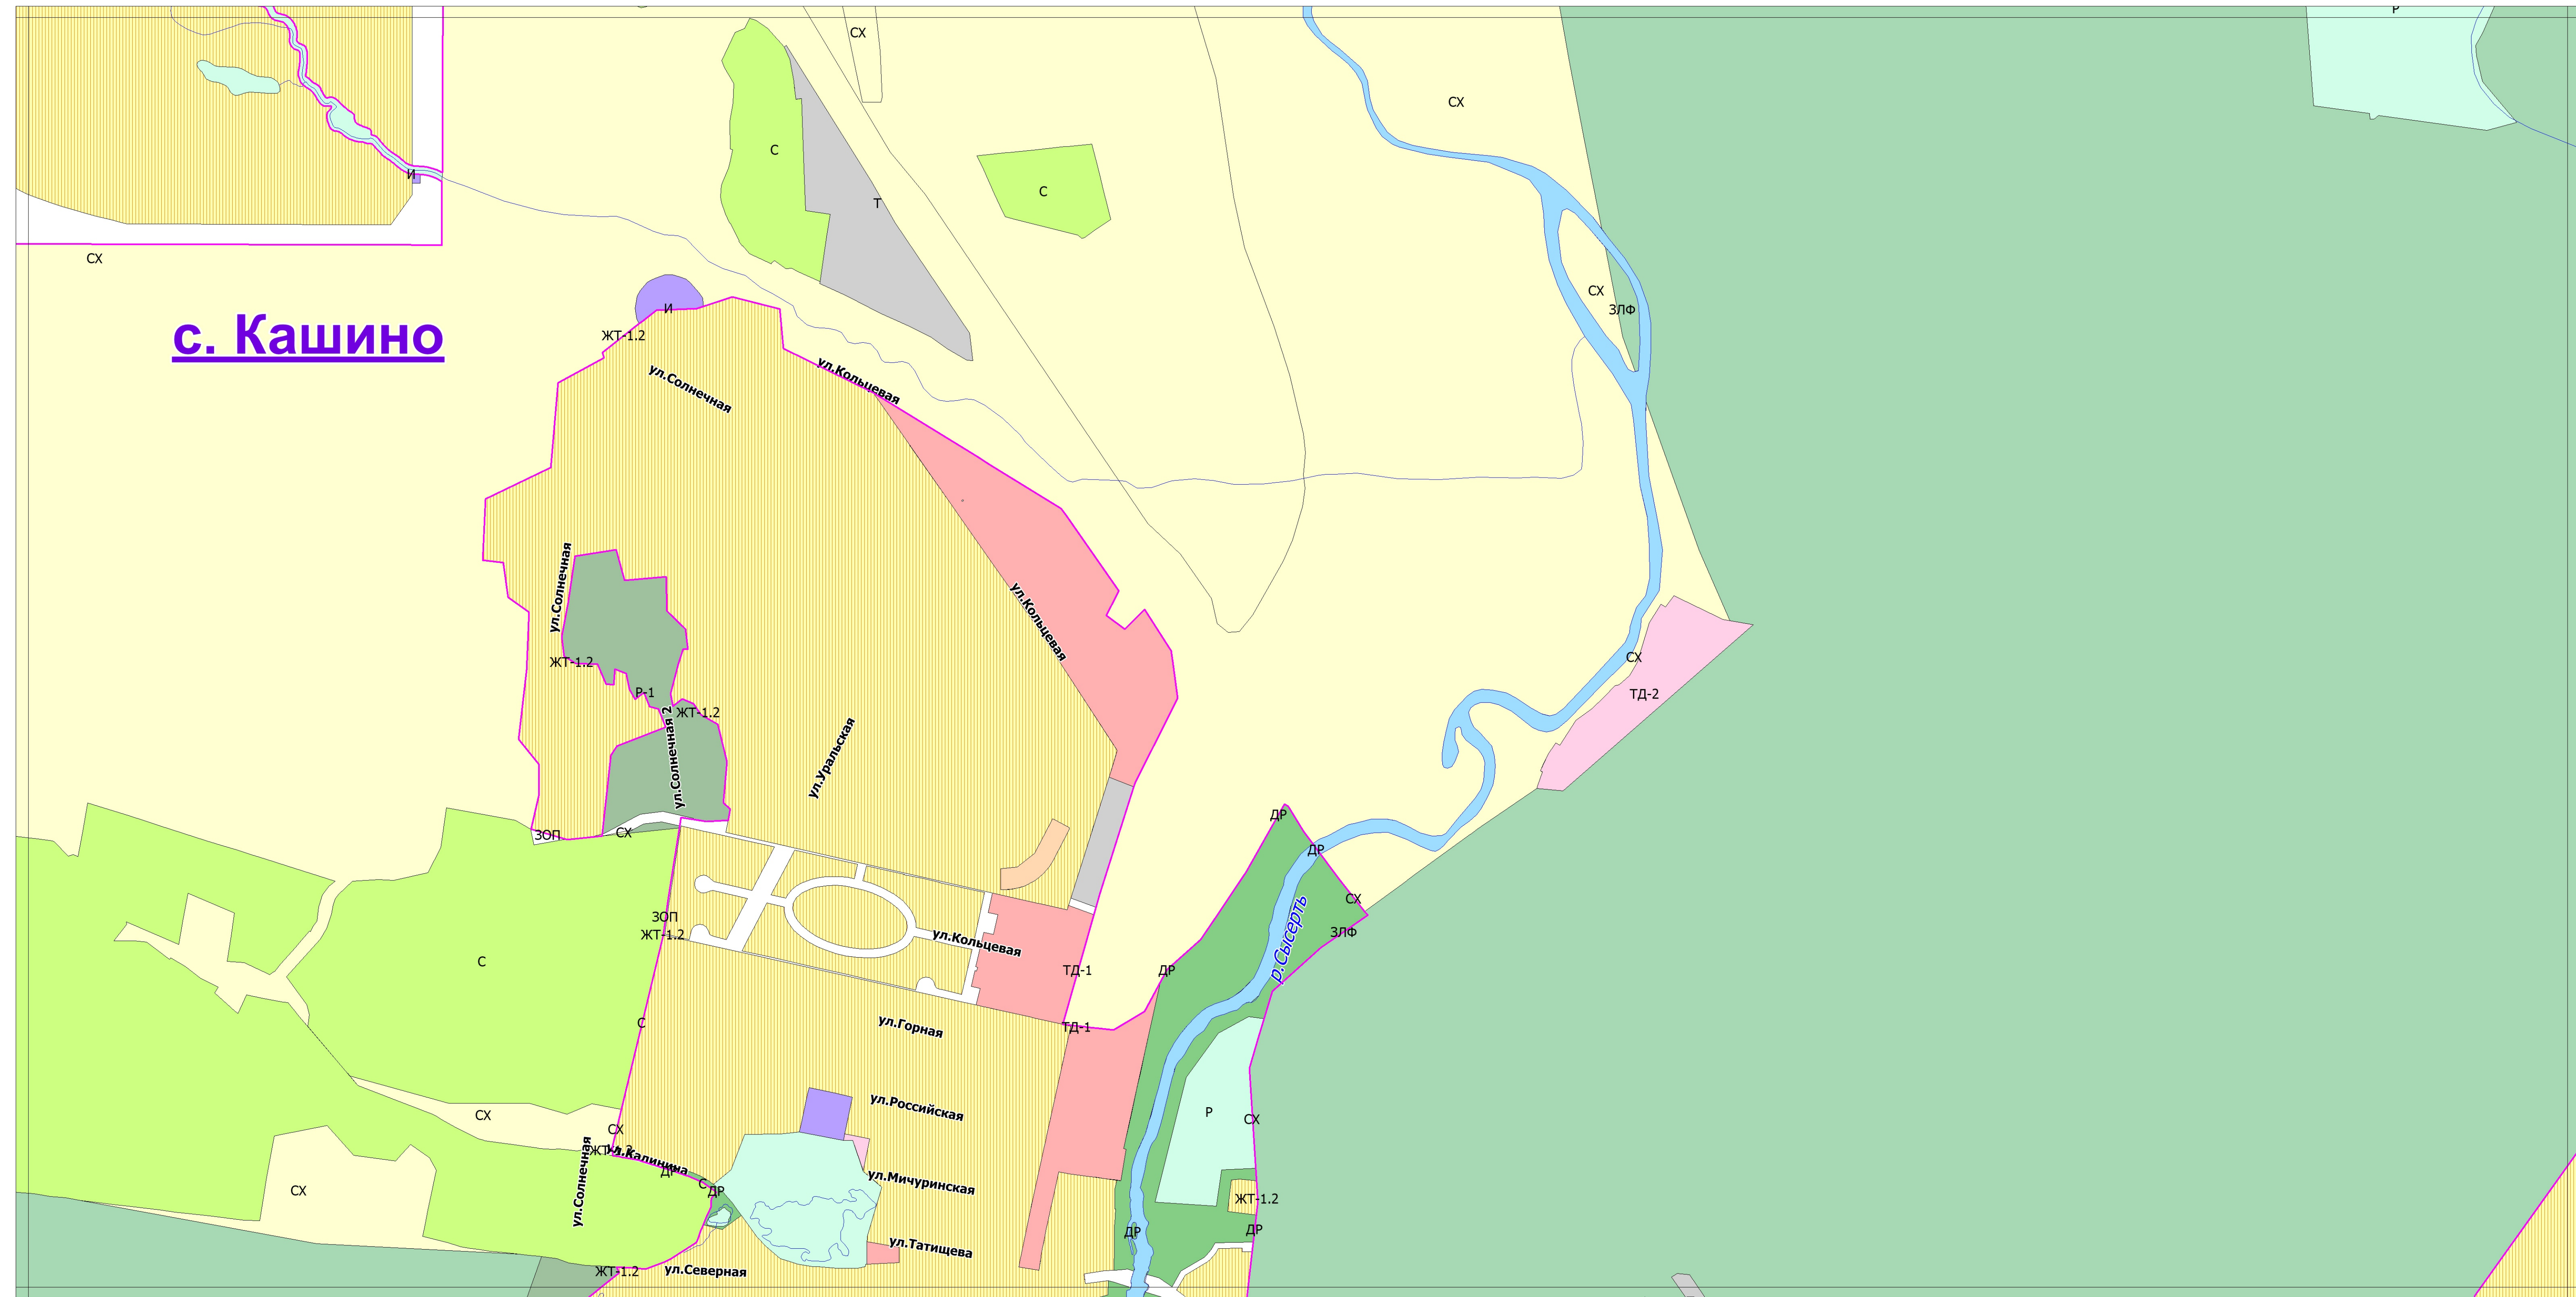 Р
СХ
СХ
С
И
С
Т
СХ
СХ
И
ЗЛФ
с. Кашино
ЖТ-1.2
ул.Солнечная
ул.Кольцевая
ул.Солнечная
ул.Кольцевая
ЖТ-1.2
СХ
Р-1
ТД-2
ЖТ-1.2
ул.Солнечная 2
ул.Уральская
ДР
СХ
ЗОП
ДР
СХ
ЗОП
ЖТ-1.2
ул.Кольцевая
р.Сысерть
ЗЛФ
С
ТД-1
ДР
С
ул.Горная
ТД-1
ул.Российская
Р
СХ
СХ
СХ
ЖТ-1.2
ул.Калинина
ДР
ул.Солнечная
С
ДР
ул.Мичуринская
СХ
ЖТ-1.2
ДР
ДР
ул.Татищева
ЖТ-1.2
ул.Северная